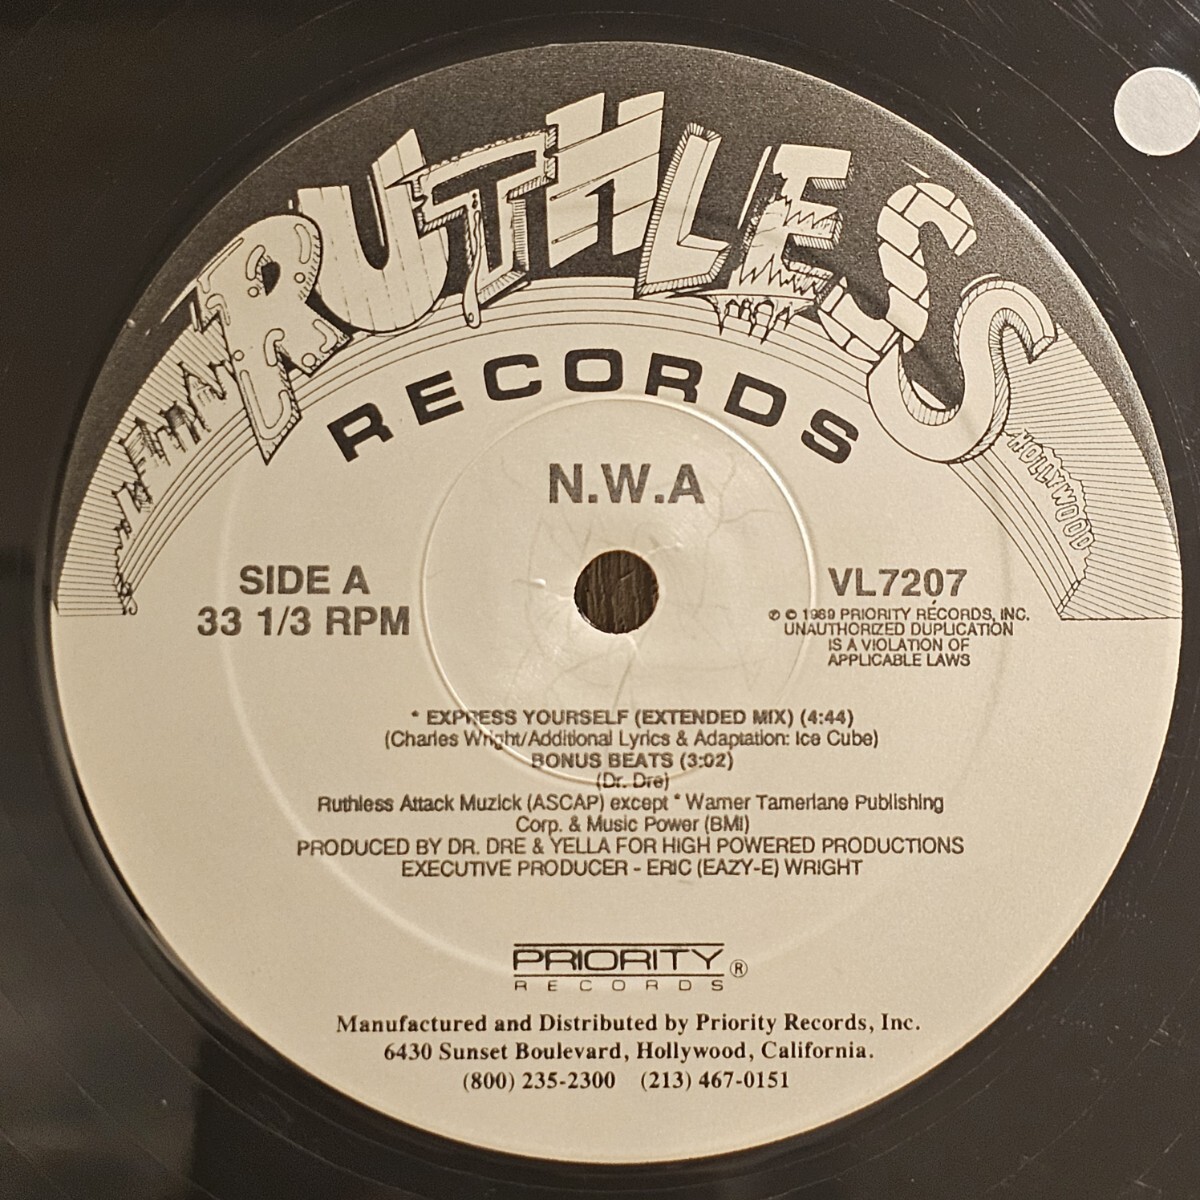 RUTHLESS
RECORDS
HOLLYWOOD
N.W.A
SIDE A
33 1/3 RPM
VL7207
℗ © 1989 PRIORITY RECORDS, INC.
UNAUTHORIZED DUPLICATION
IS A VIOLATION OF
APPLICABLE LAWS
* EXPRESS YOURSELF (EXTENDED MIX) (4:44)
(Charles Wright/Additional Lyrics & Adaptation: Ice Cube)
BONUS BEATS (3:02)
(Dr. Dre)
Ruthless Attack Muzick (ASCAP) except * Warner Tamerlane Publishing
Corp. & Music Power (BMI)
PRODUCED BY DR. DRE & YELLA FOR HIGH POWERED PRODUCTIONS
EXECUTIVE PRODUCER - ERIC (EAZY-E) WRIGHT
PRIORITY ®
RECORDS
Manufactured and Distributed by Priority Records, Inc.
6430 Sunset Boulevard, Hollywood, California.
(800) 235-2300 (213) 467-0151